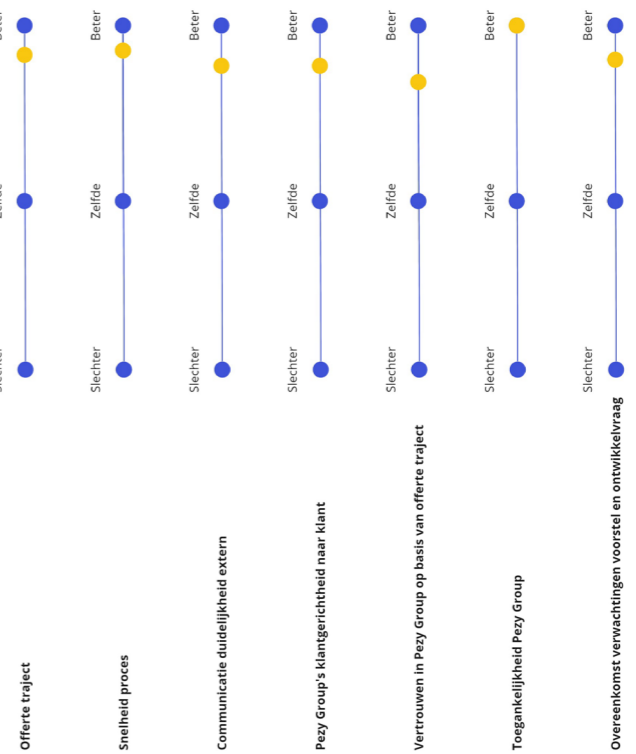 Offerte traject
Slechter
Zelfde
Beter
Snelheid proces
Slechter
Zelfde
Beter
Communicatie duidelijkheid extern
Slechter
Zelfde
Beter
Pezy Group's klantgerichtheid naar klant
Slechter
Zelfde
Beter
Vertrouwen in Pezy Group op basis van offerte traject
Slechter
Zelfde
Beter
Toegankelijkheid Pezy Group
Slechter
Zelfde
Beter
Overeenkomst verwachtingen voorstel en ontwikkelvraag
Slechter
Zelfde
Beter